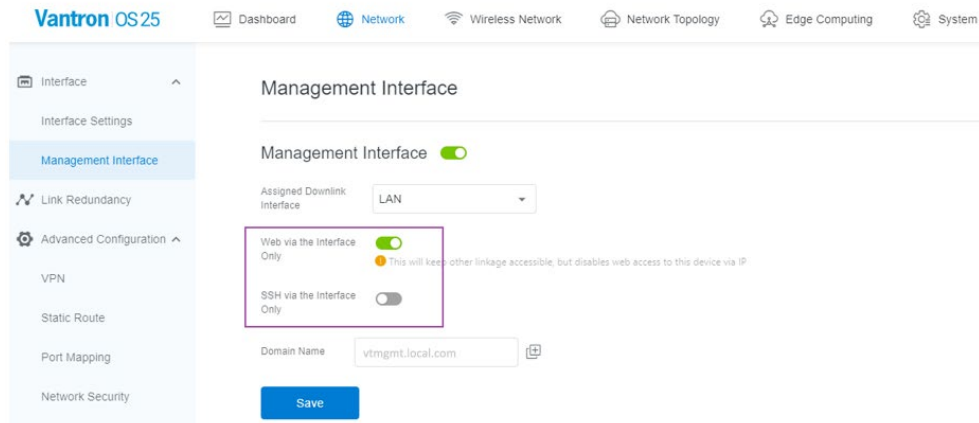 Vantron OS25
Dashboard
Network
Wireless Network
Network Topology
Edge Computing
System
Interface
Interface Settings
Management Interface
Link Redundancy
Advanced Configuration
VPN
Static Route
Port Mapping
Network Security
Management Interface
Management Interface
Assigned Downlink
Interface
LAN
Web via the Interface
Only
This will keep other linkage accessible, but disables web access to this device via IP
SSH via the Interface
Only
Domain Name
vtmgmt.local.com
Save